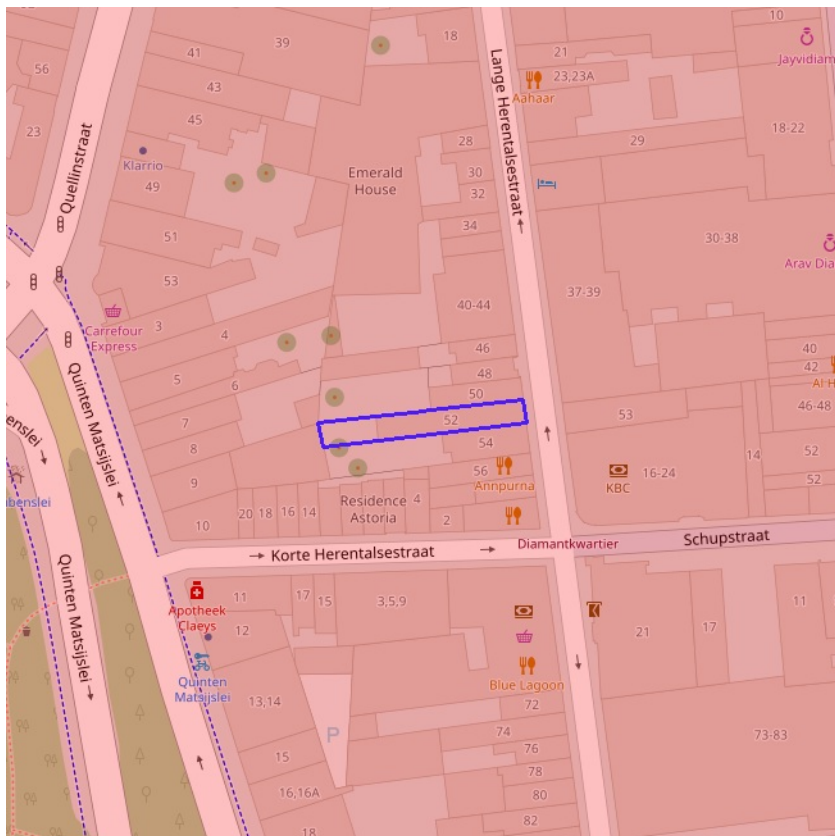 39
18
10
21
Jayvidiam
41
56
43
23,23A
Aahaar
45
Quellinstraat
Lange Herentalsestraat
23
28
29
18-22
Klarrio
30
Emerald
House
49
32
34
51
30-38
53
37-39
Arav Dia
40-44
3
Carrefour
Express
4
46
40
5
48
42
6
Al H
50
46-48
Quinten Matsijslei
7
52
53
8
54
14
52
benslei
9
56
16-24
52
Annpurna
KBC
Residence
Astoria
4
10
20
18
16
14
2
Korte Herentalsestraat
Diamantkwartier
Schupstraat
Quinten Matsijslei
Apotheek
Claeys
11
17
15
3,5,9
11
12
21
17
Quinten
Matsijslei
Blue Lagoon
13,14
72
P
74
73-83
76
15
78
16,16A
80
18
82